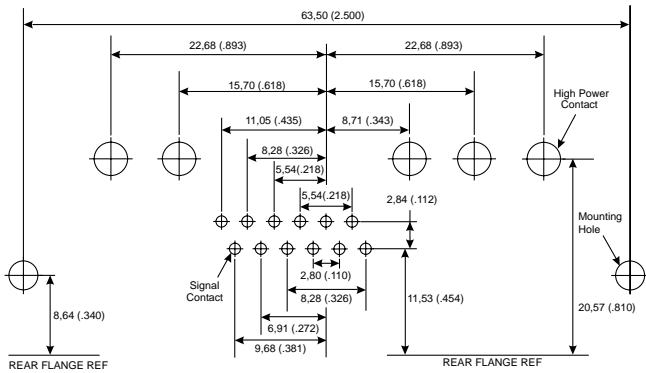 63,50 (2.500)
22,68 (.893)
22,68 (.893)
15,70 (.618)
15,70 (.618)
High Power
Contact
11,05 (.435)
8,71 (.343)
8,28 (.326)
5,54(.218)
5,54(.218)
2,84 (.112)
Mounting
Hole
Signal
Contact
2,80 (.110)
8,28 (.326)
11,53 (.454)
20,57 (.810)
8,64 (.340)
6,91 (.272)
9,68 (.381)
REAR FLANGE REF
REAR FLANGE REF